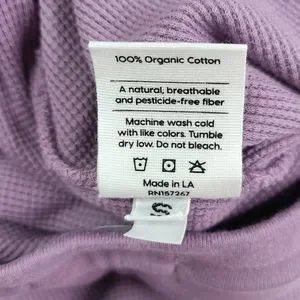 100% Organic Cotton
A natural, breathable
and pesticide-free fiber
Machine wash cold
with like colors. Tumble
dry low. Do not bleach.
Made in LA
RN157267
S